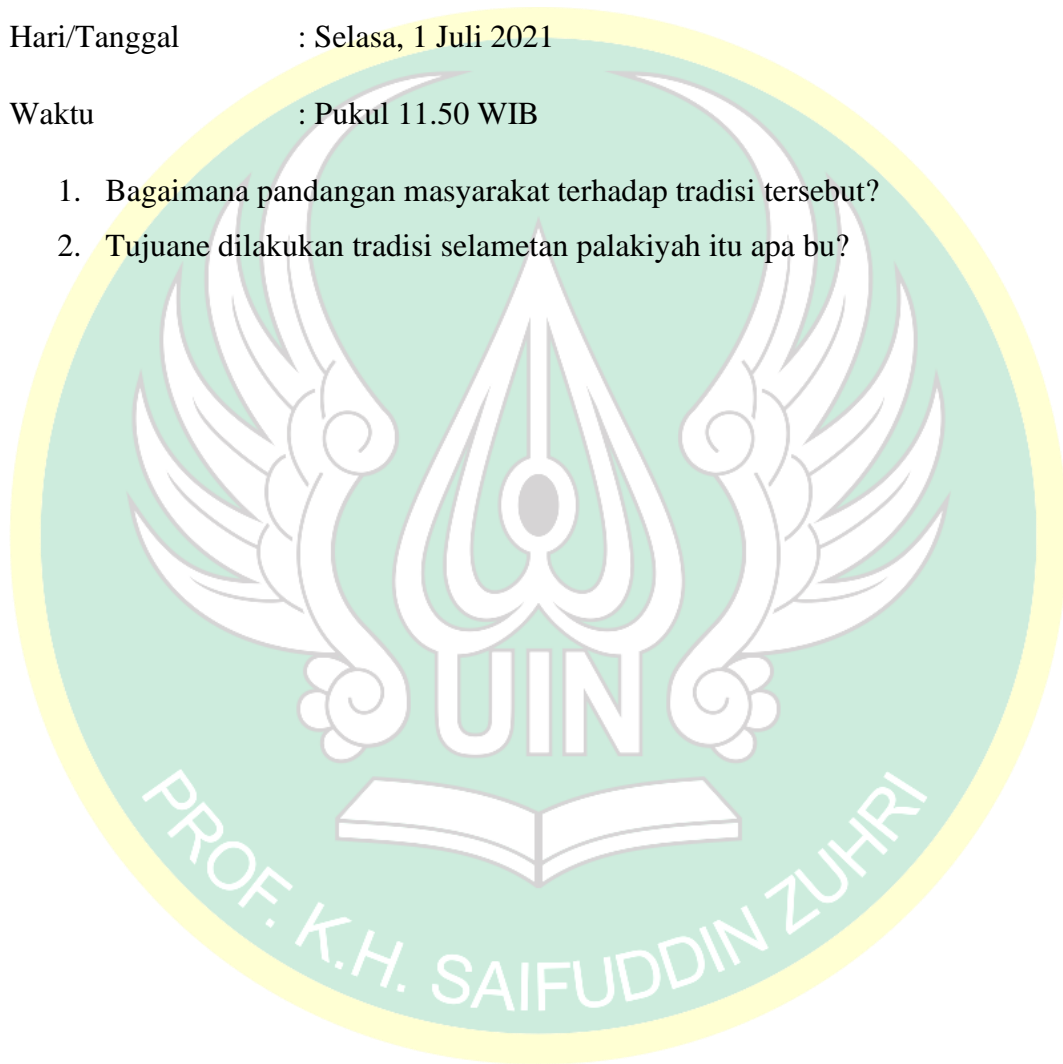 Hari/Tanggal : Selasa, 1 Juli 2021
Waktu : Pukul 11.50 WIB
1. Bagaimana pandangan masyarakat terhadap tradisi tersebut?
2. Tujuane dilakukan tradisi selametan palakiyah itu apa bu?
UIN
PROF. K.H. SAIFUDDIN ZUHRI